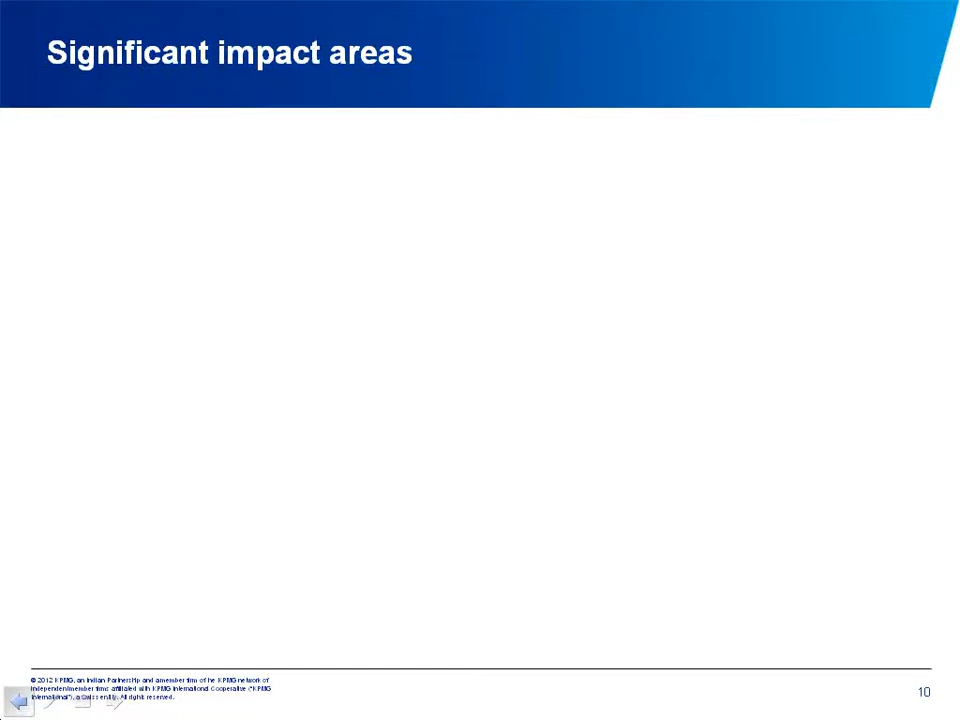 Significant impact areas
© 2012 KPMG, an Indian Partnership and a member firm of the KPMG network of
independent member firms affiliated with KPMG International Cooperative ("KPMG
International"), a Swiss entity. All rights reserved.
10